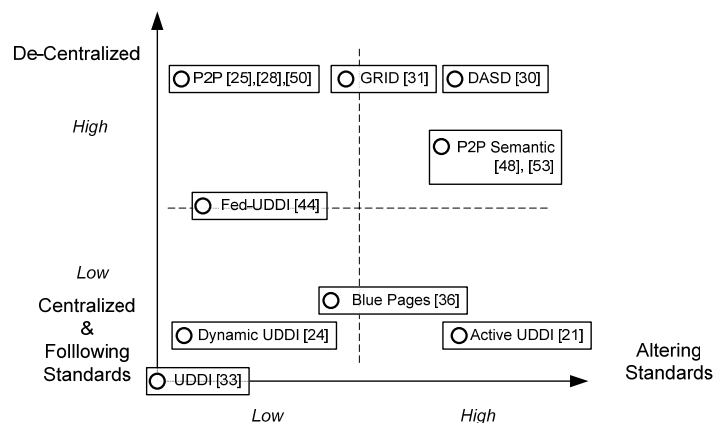 De-Centralized
P2P [25],[28],[50]
GRID [31]
DASD [30]
High
P2P Semantic
[48], [53]
Fed-UDDI [44]
Low
Centralized
&
Folllowing
Standards
Blue Pages [36]
Dynamic UDDI [24]
Active UDDI [21]
UDDI [33]
Altering
Standards
Low
High